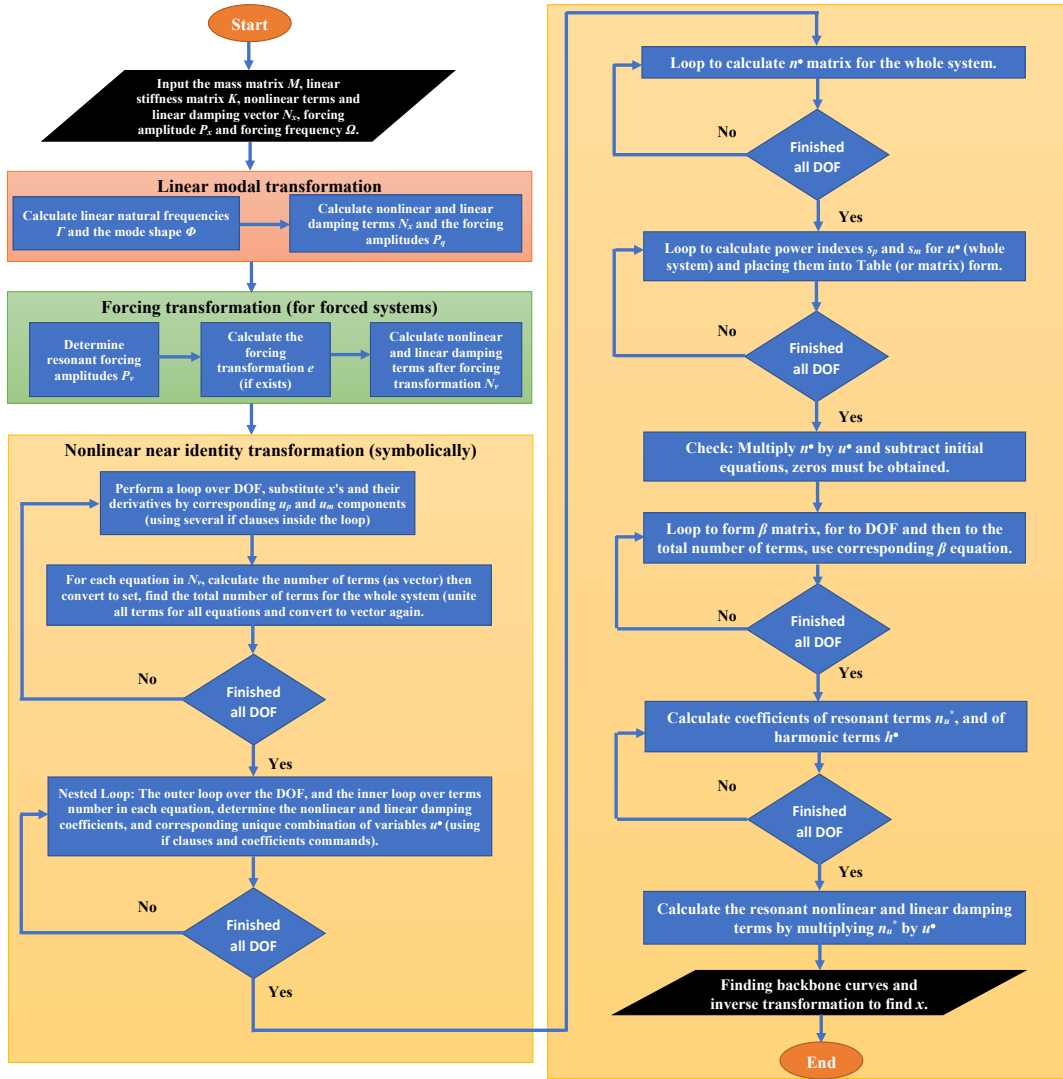 Start
Input the mass matrix M, linear
stiffness matrix K, nonlinear terms and
linear damping vector Nx, forcing
amplitude Px and forcing frequency Ω.
Linear modal transformation
Calculate linear natural frequencies
Γ and the mode shape Φ
Calculate nonlinear and linear
damping terms Nx and the forcing
amplitudes Pq
Forcing transformation (for forced systems)
Determine
resonant forcing
amplitudes Pv
Calculate the
forcing
transformation e
(if exists)
Calculate nonlinear
and linear damping
terms after forcing
transformation Nv
Nonlinear near identity transformation (symbolically)
Perform a loop over DOF, substitute x's and their
derivatives by corresponding up and um components
(using several if clauses inside the loop)
For each equation in Nv, calculate the number of terms (as vector) then
convert to set, find the total number of terms for the whole system (unite
all terms for all equations and convert to vector again.
No
Finished
all DOF
Yes
Nested Loop: The outer loop over the DOF, and the inner loop over terms
number in each equation, determine the nonlinear and linear damping
coefficients, and corresponding unique combination of variables u• (using
if clauses and coefficients commands).
No
Finished
all DOF
Yes
Loop to calculate n• matrix for the whole system.
No
Finished
all DOF
Yes
Loop to calculate power indexes sp and sm for u• (whole
system) and placing them into Table (or matrix) form.
No
Finished
all DOF
Yes
Check: Multiply n• by u• and subtract initial
equations, zeros must be obtained.
Loop to form β matrix, for to DOF and then to the
total number of terms, use corresponding β equation.
No
Finished
all DOF
Yes
Calculate coefficients of resonant terms nu*, and of
harmonic terms h•
No
Finished
all DOF
Yes
Calculate the resonant nonlinear and linear damping
terms by multiplying nu* by u•
Finding backbone curves and
inverse transformation to find x.
End